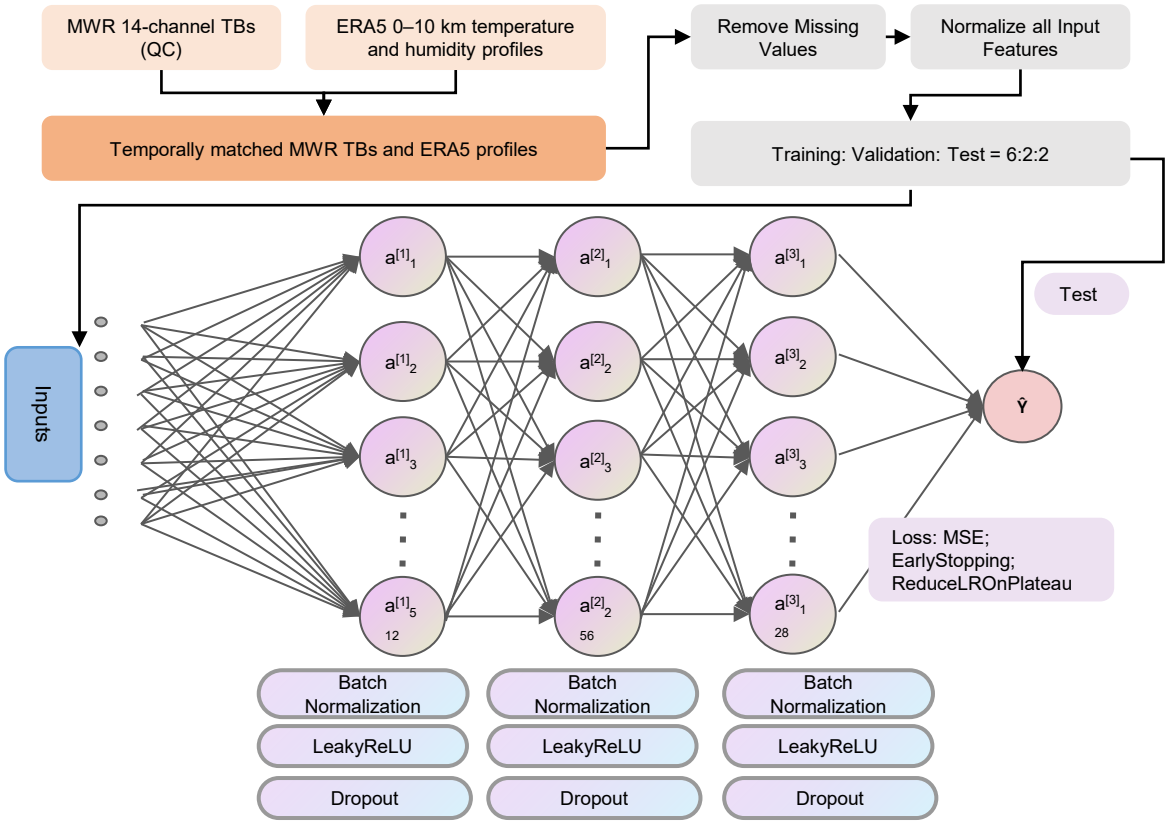 MWR 14-channel TBs
(QC)
ERA5 0–10 km temperature
and humidity profiles
Remove Missing
Values
Normalize all Input
Features
Temporally matched MWR TBs and ERA5 profiles
Training: Validation: Test = 6:2:2
Test
Inputs
a[1]1
a[2]1
a[3]1
a[1]2
a[2]2
a[3]2
a[1]3
a[2]3
a[3]3
Ŷ
Loss: MSE;
EarlyStopping;
ReduceLROnPlateau
a[1]5
12
a[2]2
56
a[3]1
28
Batch
Normalization
Batch
Normalization
Batch
Normalization
LeakyReLU
LeakyReLU
LeakyReLU
Dropout
Dropout
Dropout